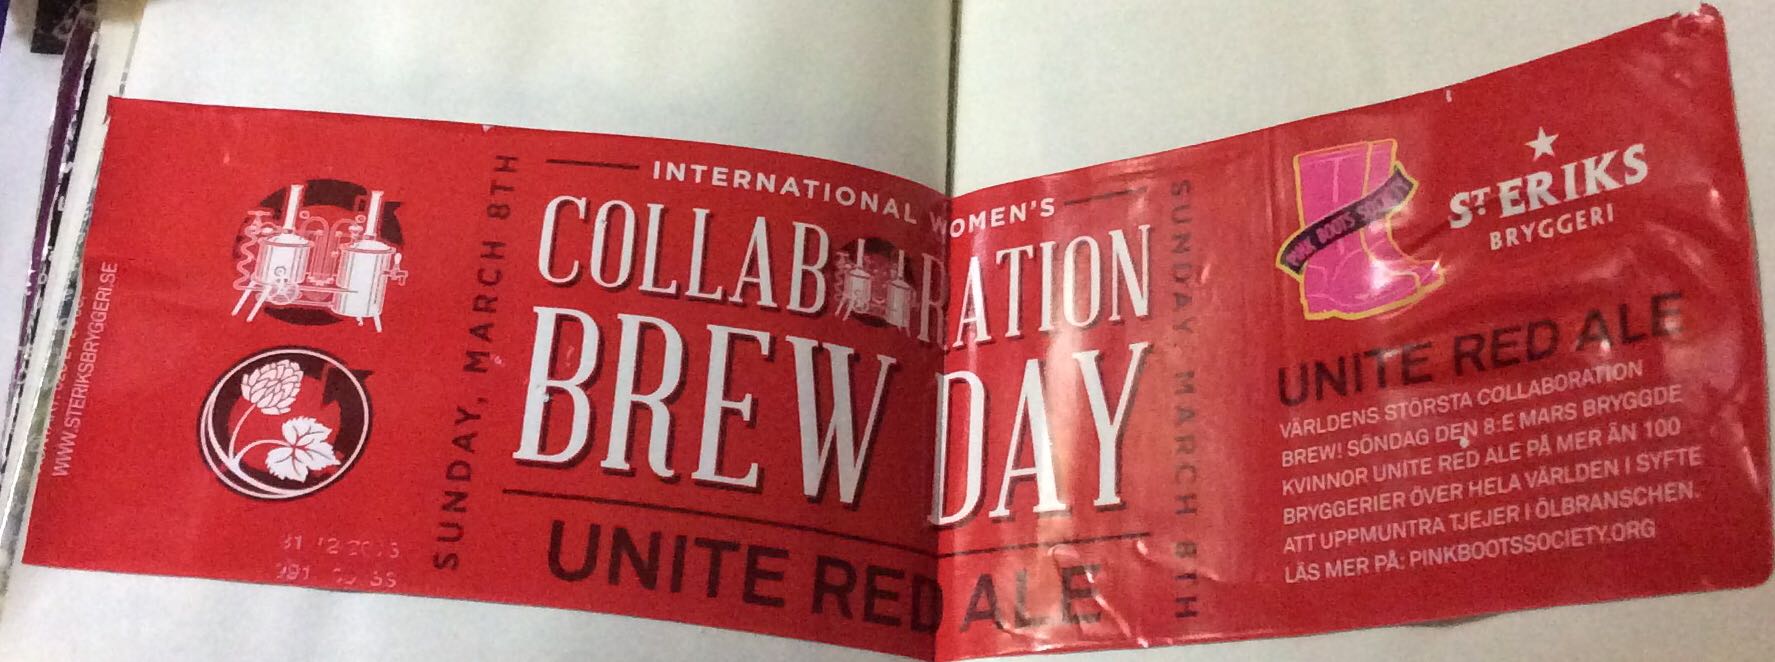 WWW.STERIKSBRYGGERI.SE
SUNDAY, MARCH 8TH
INTERNATIONAL WOMEN'S
COLLABORATION
BREW DAY
UNITE RED ALE
SUNDAY, MARCH 8TH
PINK BOOTS SOCIETY
ST ERIKS
BRYGGERI
UNITE RED ALE
VÄRLDENS STÖRSTA COLLABORATION
BREW! SÖNDAG DEN 8:E MARS BRYGGDE
KVINNOR UNITE RED ALE PÅ MER ÄN 100
BRYGGERIER ÖVER HELA VÄRLDEN I SYFTE
ATT UPPMUNTRA TJEJER I ÖLBRANSCHEN.
LÄS MER PÅ: PINKBOOTSSOCIETY.ORG